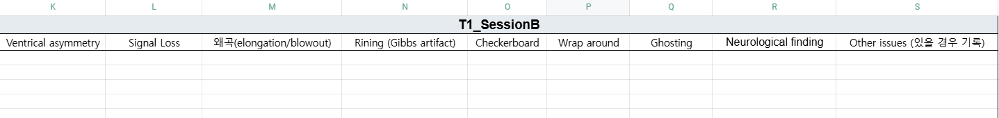 K L M N O P Q R S
T1_SessionB
Ventrical asymmetry Signal Loss 왜곡(elongation/blowout) Rining (Gibbs artifact) Checkerboard Wrap around Ghosting Neurological finding Other issues (있을 경우 기록)